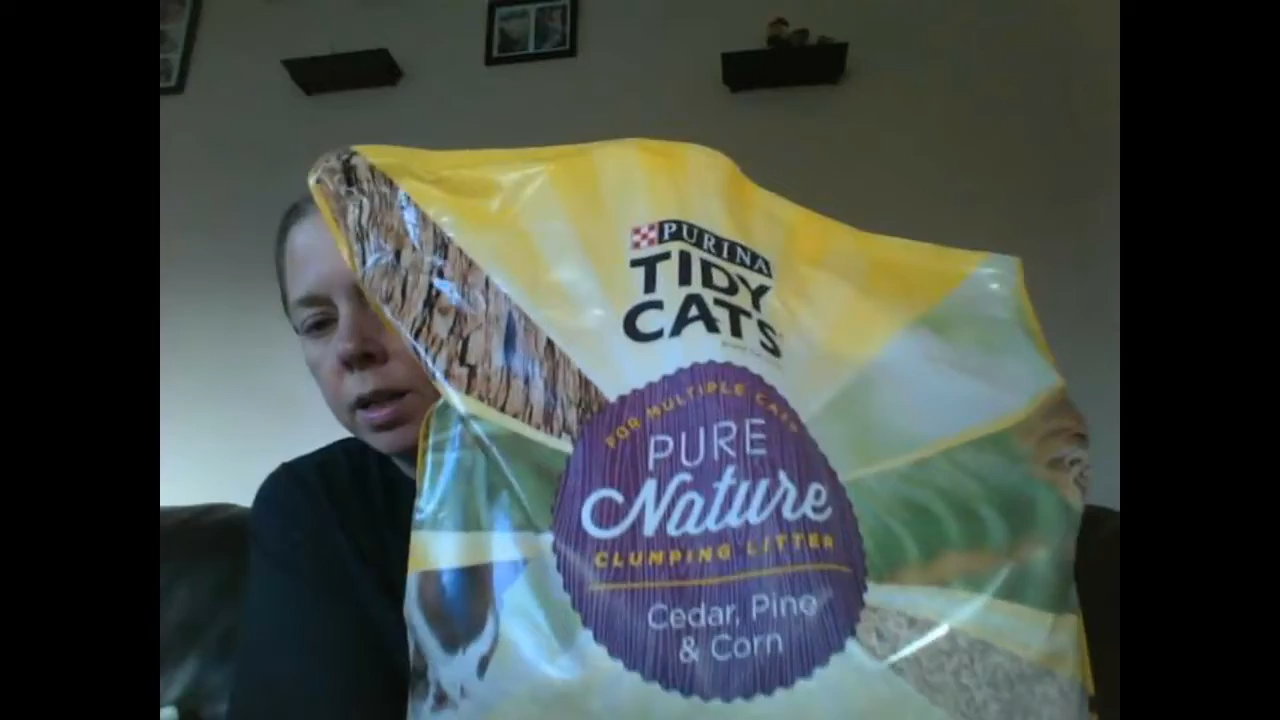 PURINA
TIDY
CATS
FOR MULTIPLE CATS
PURE
Nature
CLUMPING LITTER
Cedar, Pine
& Corn